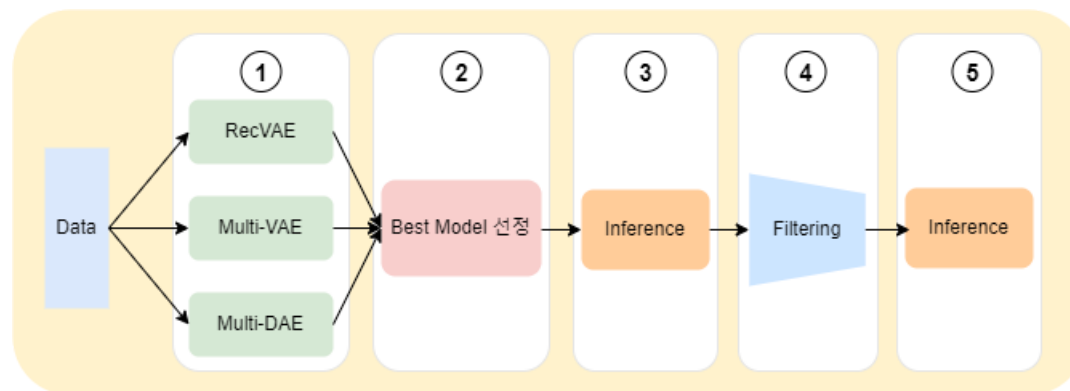 1
2
3
4
5
Data
RecVAE
Multi-VAE
Multi-DAE
Best Model 선정
Inference
Filtering
Inference